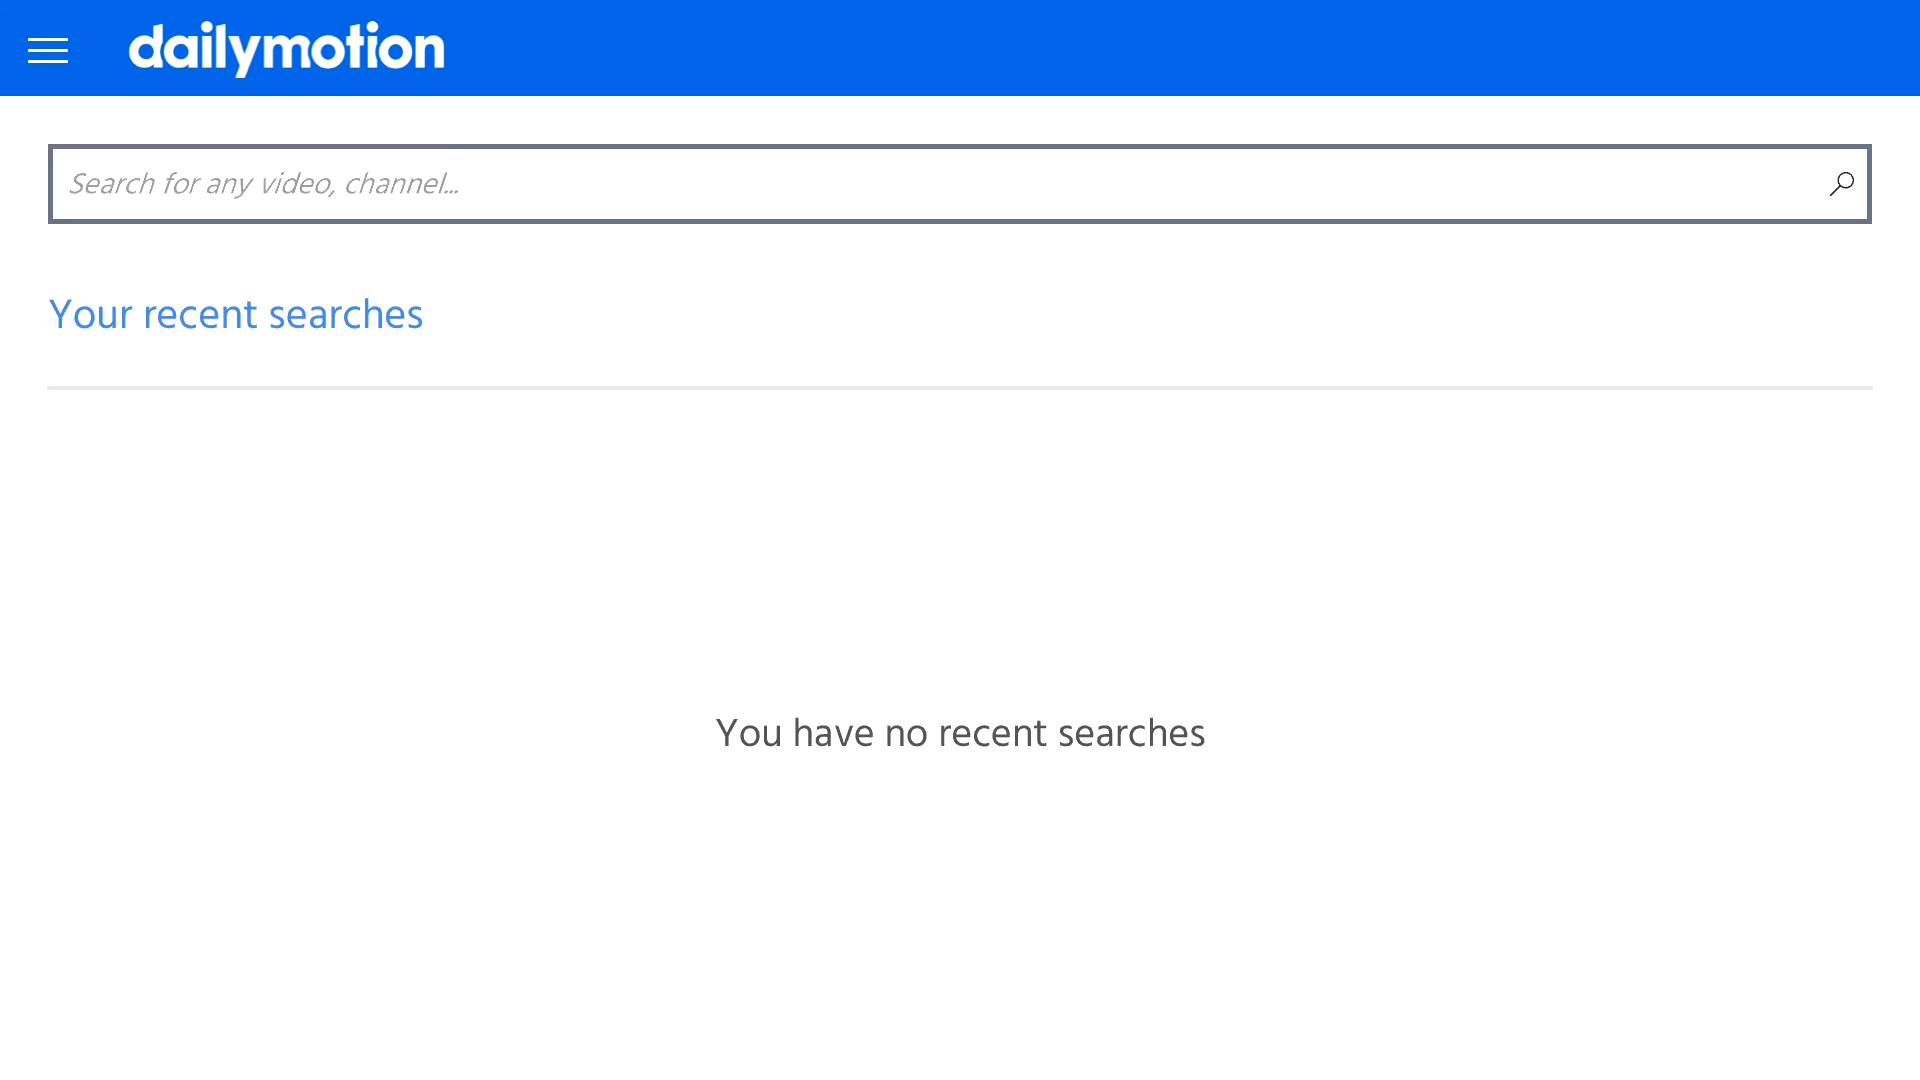 dailymotion
Search for any video, channel...
Your recent searches
You have no recent searches